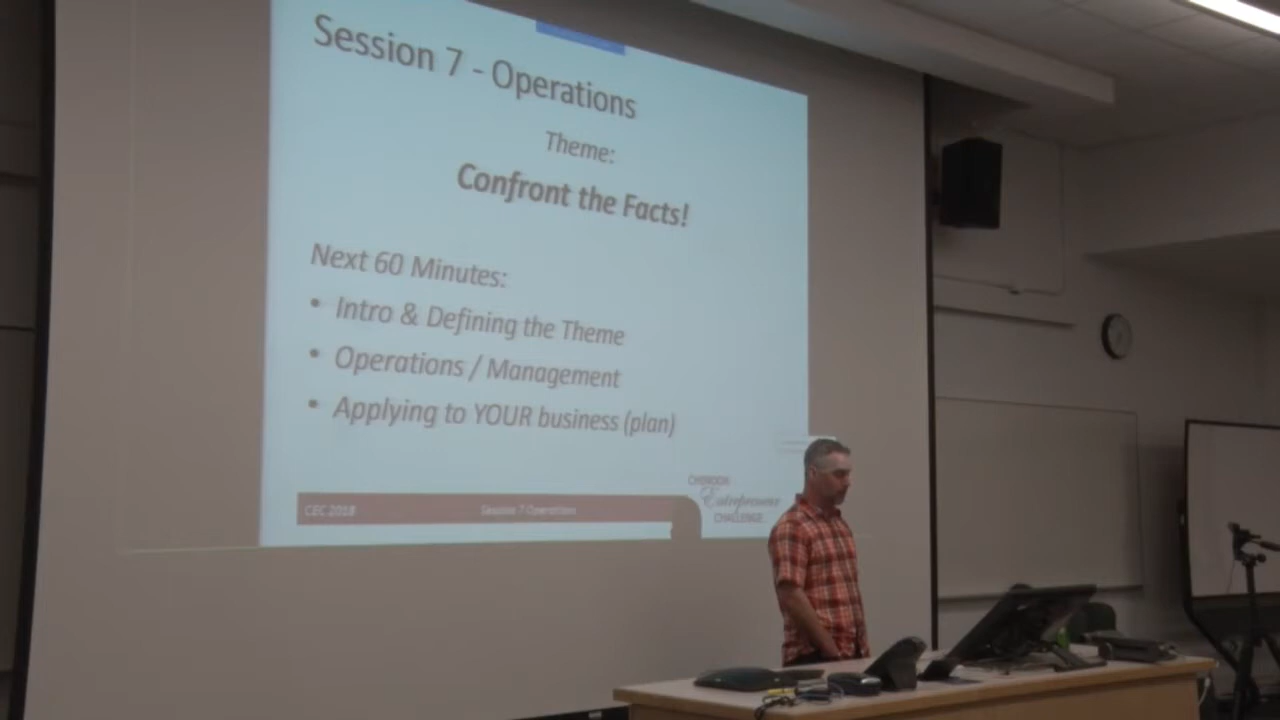 Session 7 - Operations
Theme:
Confront the Facts!
Next 60 Minutes:
• Intro & Defining the Theme
• Operations / Management
• Applying to YOUR business (plan)
CHINOOK
Entrepreneur
CHALLENGE
CEC 2018
Session 7 Operations